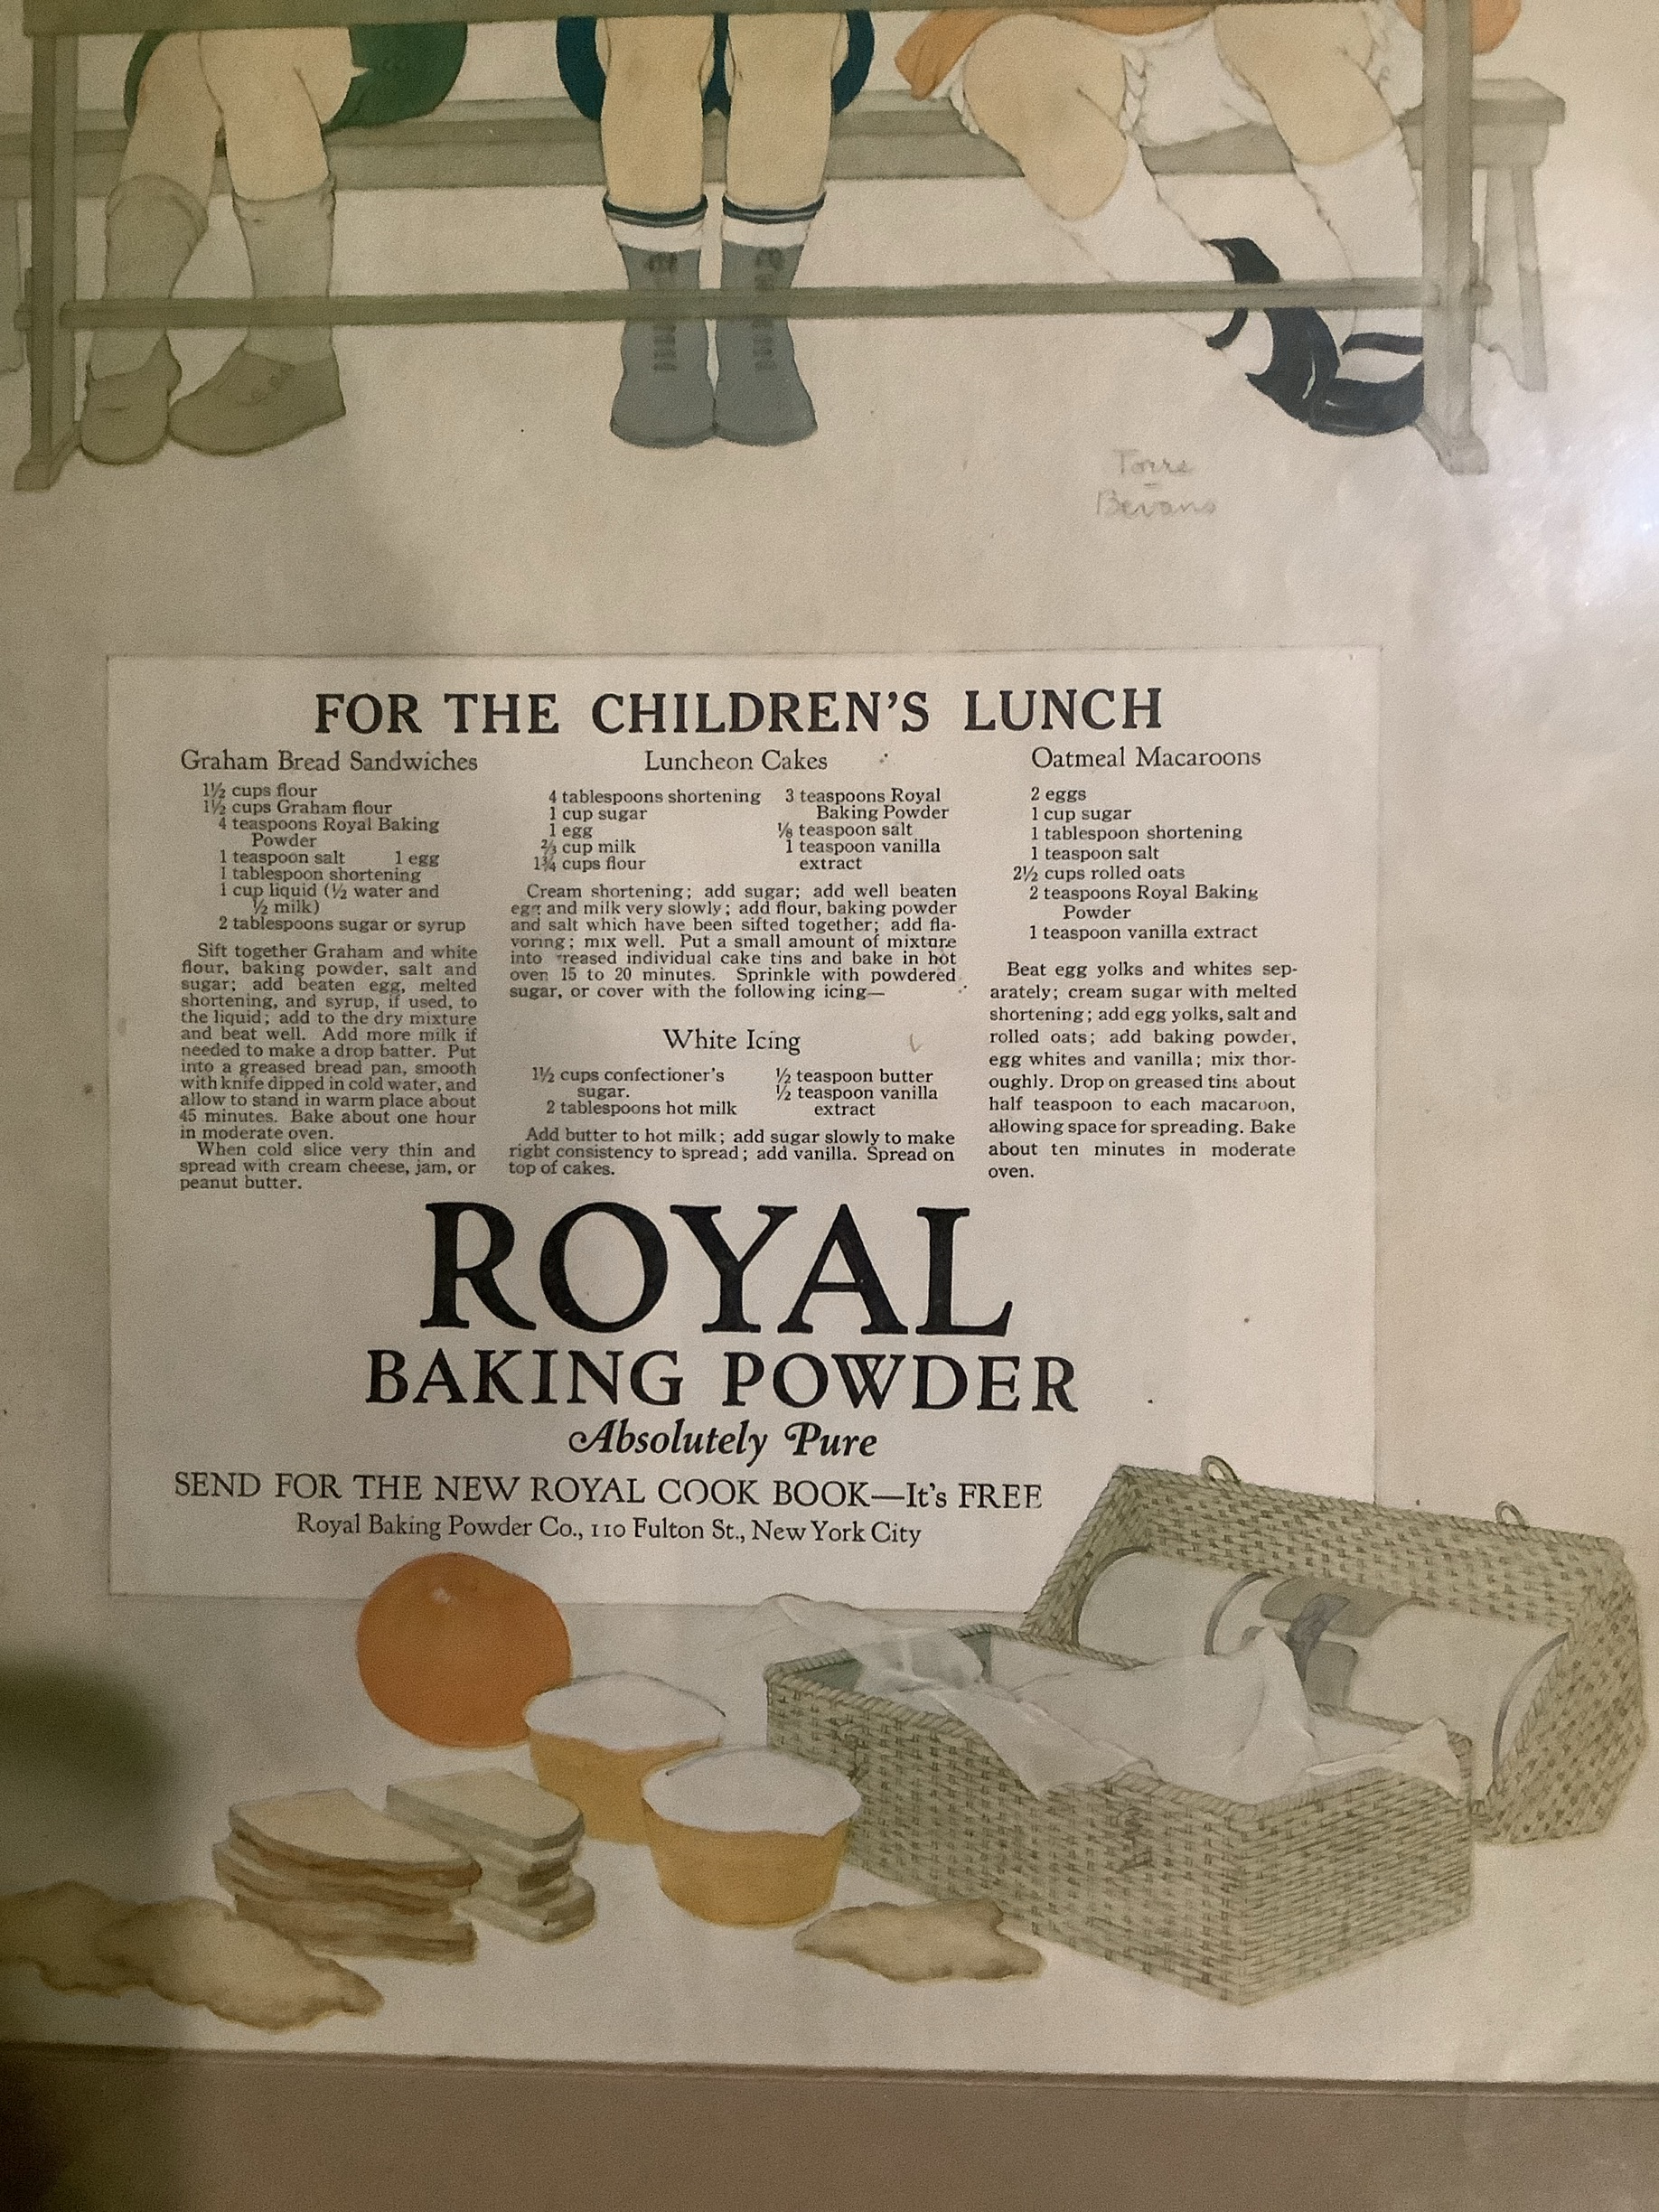 Torre
Bevans
FOR THE CHILDREN'S LUNCH
Graham Bread Sandwiches
1½ cups flour
1½ cups Graham flour
4 teaspoons Royal Baking
Powder
1 teaspoon salt 1 egg
1 tablespoon shortening
1 cup liquid (½ water and
½ milk)
2 tablespoons sugar or syrup
Sift together Graham and white
flour, baking powder, salt and
sugar; add beaten egg, melted
shortening, and syrup, if used, to
the liquid; add to the dry mixture
and beat well. Add more milk if
needed to make a drop batter. Put
into a greased bread pan, smooth
with knife dipped in cold water, and
allow to stand in warm place about
45 minutes. Bake about one hour
in moderate oven.
When cold slice very thin and
spread with cream cheese, jam, or
peanut butter.
Luncheon Cakes
4 tablespoons shortening
1 cup sugar
1 egg
⅔ cup milk
1¾ cups flour
3 teaspoons Royal
Baking Powder
⅛ teaspoon salt
1 teaspoon vanilla
extract
Cream shortening; add sugar; add well beaten
egg and milk very slowly; add flour, baking powder
and salt which have been sifted together; add fla-
voring; mix well. Put a small amount of mixture
into greased individual cake tins and bake in hot
oven 15 to 20 minutes. Sprinkle with powdered
sugar, or cover with the following icing—
White Icing
1½ cups confectioner's
sugar.
2 tablespoons hot milk
½ teaspoon butter
½ teaspoon vanilla
extract
Add butter to hot milk; add sugar slowly to make
right consistency to spread; add vanilla. Spread on
top of cakes.
Oatmeal Macaroons
2 eggs
1 cup sugar
1 tablespoon shortening
1 teaspoon salt
2½ cups rolled oats
2 teaspoons Royal Baking
Powder
1 teaspoon vanilla extract
Beat egg yolks and whites sep-
arately; cream sugar with melted
shortening; add egg yolks, salt and
rolled oats; add baking powder,
egg whites and vanilla; mix thor-
oughly. Drop on greased tins about
half teaspoon to each macaroon,
allowing space for spreading. Bake
about ten minutes in moderate
oven.
ROYAL
BAKING POWDER
Absolutely Pure
SEND FOR THE NEW ROYAL COOK BOOK—It's FREE
Royal Baking Powder Co., 110 Fulton St., New York City